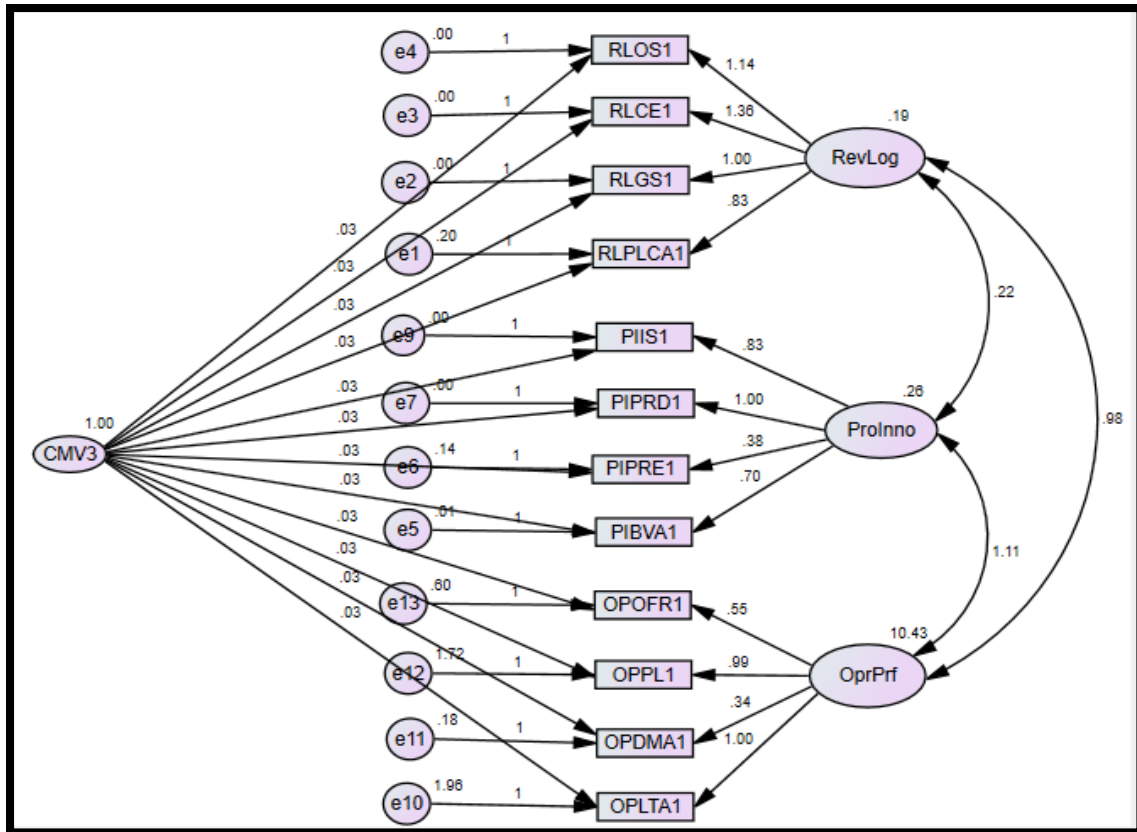 e4 .00 1 RLOS1
1.14
e3 .00 1 RLCE1
1.36
.19
RevLog
e2 .00 1 RLGS1
1.00
.83
.03
e1 .20 1 RLPLCA1
.03
.22
.03
e9 .00 1 PIIS1
.03
.83
.03
e7 .00 1 PIPRD1
1.00
.26
ProInno
.98
.03
1.00
CMV3
.03
e6 .14 1 PIPRE1
.38
.70
.03
e5 .01 1 PIBVA1
.03
1.11
.03
e13 .60 1 OPOFR1
.03
.55
.03
10.43
OprPrf
e12 1.72 1 OPPL1
.99
.34
e11 .18 1 OPDMA1
1.00
e10 1.96 1 OPLTA1